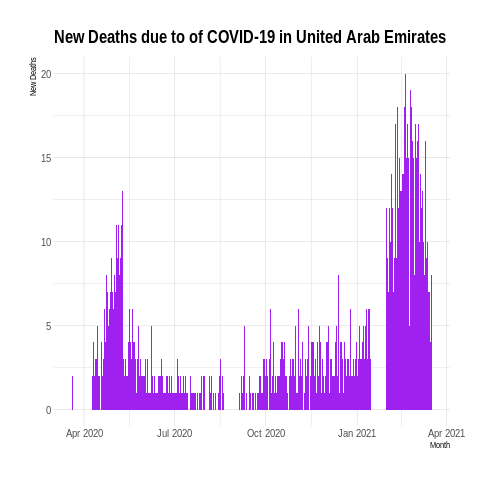 New Deaths due to of COVID-19 in United Arab Emirates
New Deaths
20
15
10
5
0
Apr 2020 Jul 2020 Oct 2020 Jan 2021 Apr 2021
Month